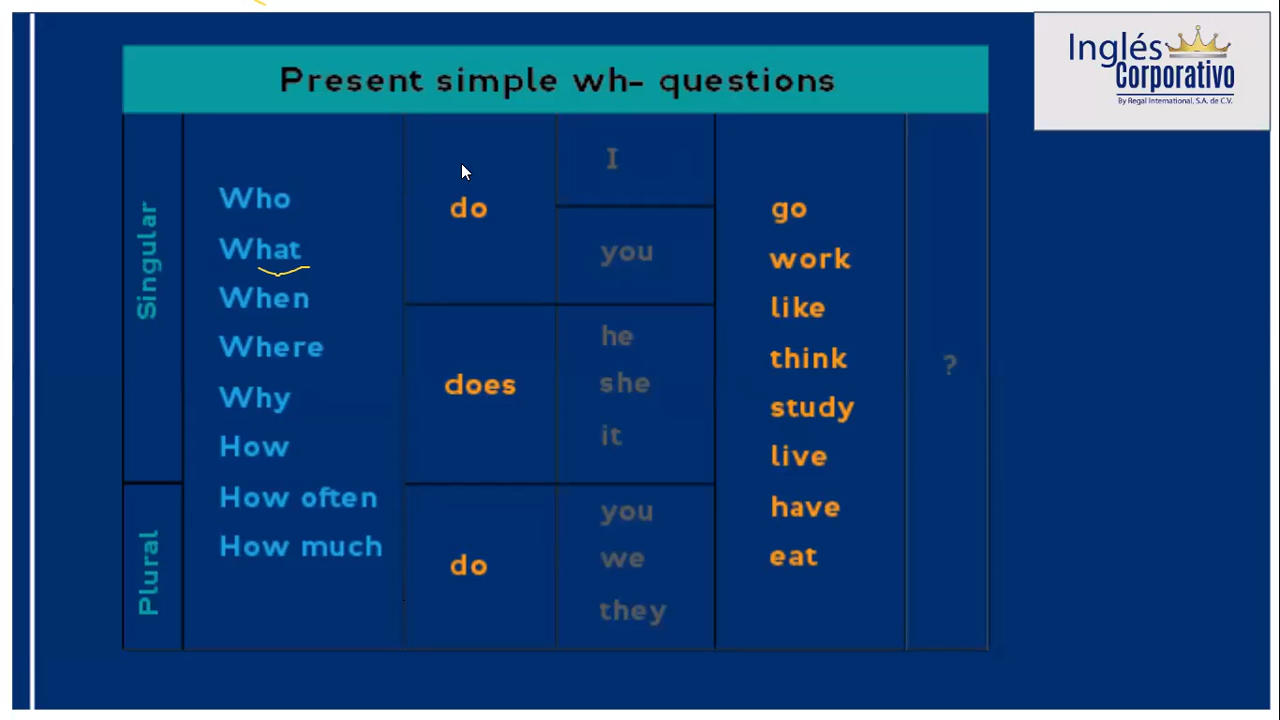 Present simple wh- questions
Inglés
Corporativo
By Regal International, S.A. de C.V.
Singular
Plural
Who
What
When
Where
Why
How
How often
How much
do
does
do
I
you
he
she
it
you
we
they
go
work
like
think
study
live
have
eat
?